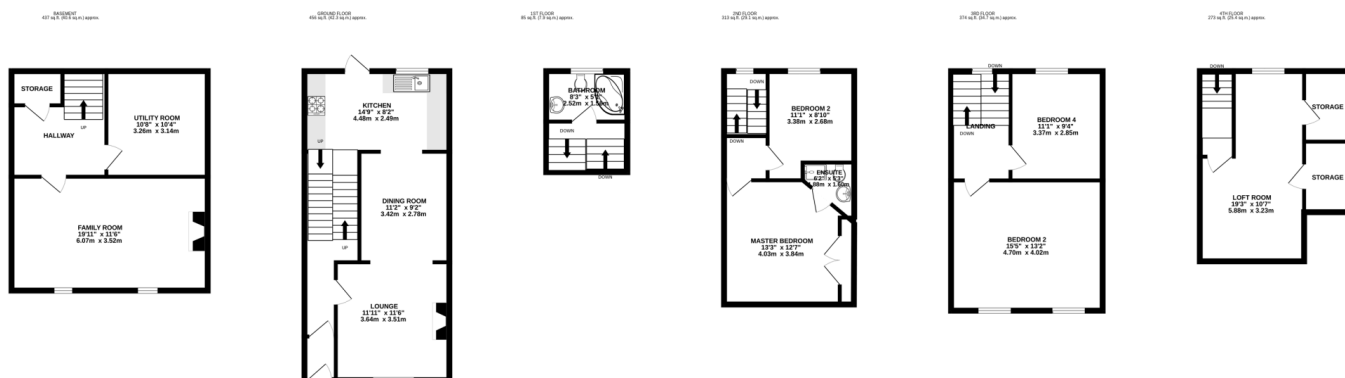 BASEMENT
437 sq.ft. (40.6 sq.m.) approx.
STORAGE
UP
HALLWAY
UTILITY ROOM
10'8" x 10'4"
3.26m x 3.14m
FAMILY ROOM
19'11" x 11'6"
6.07m x 3.52m
GROUND FLOOR
456 sq.ft. (42.3 sq.m.) approx.
KITCHEN
14'9" x 8'2"
4.48m x 2.49m
UP
DINING ROOM
11'2" x 9'2"
3.42m x 2.78m
UP
LOUNGE
11'11" x 11'6"
3.64m x 3.51m
1ST FLOOR
85 sq.ft. (7.9 sq.m.) approx.
BATHROOM
8'3" x
2.52m x
DOWN
DOWN
2ND FLOOR
313 sq.ft. (29.1 sq.m.) approx.
DOWN
BEDROOM 2
11'1" x 8'10"
3.38m x 2.68m
DOWN
ENSUITE
6'2" x 5'3"
MASTER BEDROOM
13'3" x 12'7"
4.03m x 3.84m
3RD FLOOR
374 sq.ft. (34.7 sq.m.) approx.
DOWN
LANDING
DOWN
BEDROOM 4
11'1" x 9'4"
3.37m x 2.85m
BEDROOM 2
15'5" x 13'2"
4.70m x 4.02m
4TH FLOOR
273 sq.ft. (25.4 sq.m.) approx.
DOWN
STORAGE
STORAGE
LOFT ROOM
19'3" x 10'7"
5.88m x 3.23m